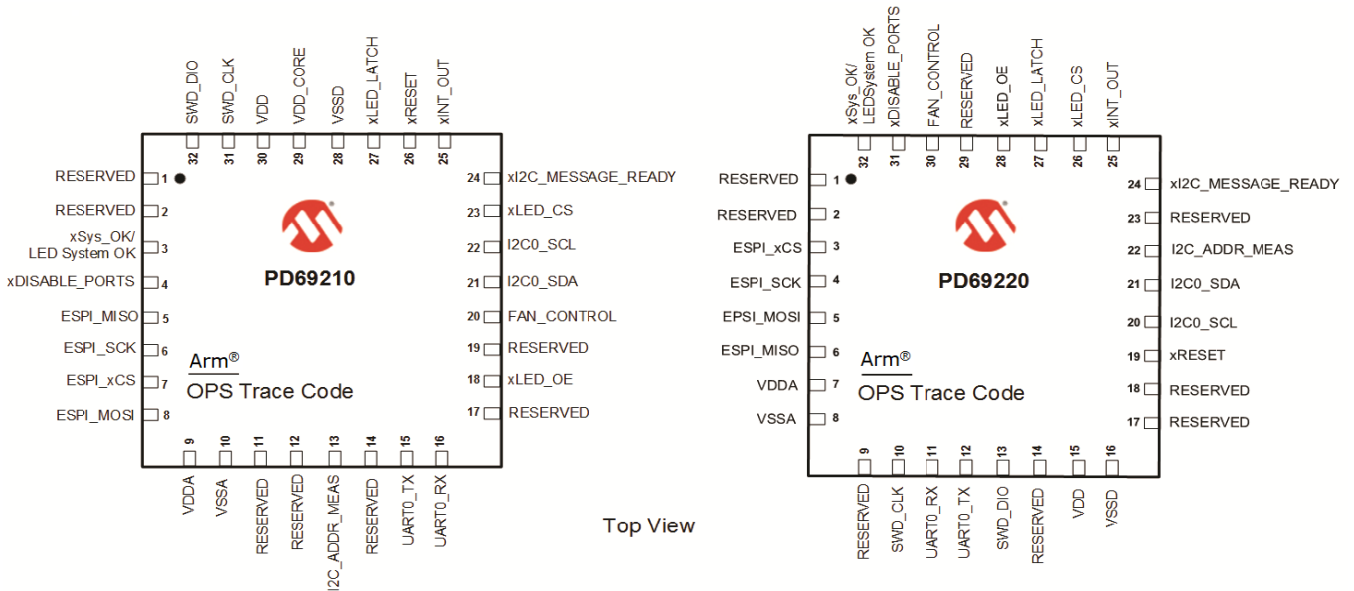 SWD_DIO
SWD_CLK
VDD
VDD_CORE
VSSD
xLED_LATCH
xRESET
xINT_OUT
32
31
30
29
28
27
26
25
RESERVED 1
RESERVED 2
xSys_OK/
LED System OK 3
xDISABLE_PORTS 4
ESPI_MISO 5
ESPI_SCK 6
ESPI_xCS 7
ESPI_MOSI 8
PD69210
Arm®
OPS Trace Code
24 xI2C_MESSAGE_READY
23 xLED_CS
22 I2C0_SCL
21 I2C0_SDA
20 FAN_CONTROL
19 RESERVED
18 xLED_OE
17 RESERVED
9
10
11
12
13
14
15
16
VDDA
VSSA
RESERVED
RESERVED
I2C_ADDR_MEAS
RESERVED
UART0_TX
UART0_RX
Top View
xSys_OK/
LEDSystem OK
xDISABLE_PORTS
FAN_CONTROL
RESERVED
xLED_OE
xLED_LATCH
xLED_CS
xINT_OUT
32
31
30
29
28
27
26
25
RESERVED 1
RESERVED 2
ESPI_xCS 3
ESPI_SCK 4
EPSI_MOSI 5
ESPI_MISO 6
VDDA 7
VSSA 8
PD69220
Arm®
OPS Trace Code
24 xI2C_MESSAGE_READY
23 RESERVED
22 I2C_ADDR_MEAS
21 I2C0_SDA
20 I2C0_SCL
19 xRESET
18 RESERVED
17 RESERVED
9
10
11
12
13
14
15
16
RESERVED
SWD_CLK
UART0_RX
UART0_TX
SWD_DIO
RESERVED
VDD
VSSD